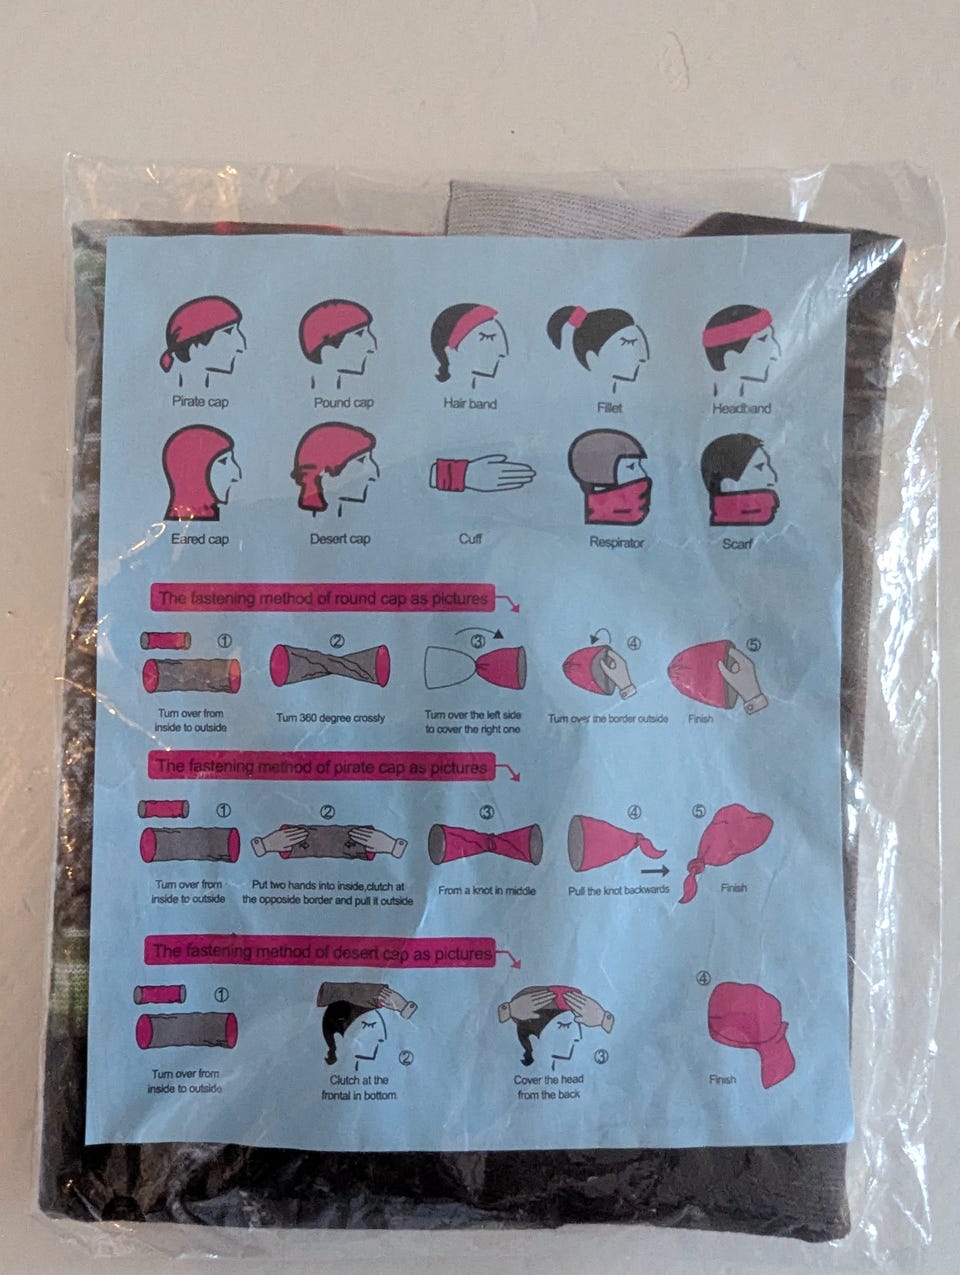 Pirate cap
Pound cap
Hair band
Fillet
Headband
Eared cap
Desert cap
Cuff
Respirator
Scarf
The fastening method of round cap as pictures
①
②
③
④
⑤
Turn over from
inside to outside
Turn 360 degree crossly
Turn over the left side
to cover the right one
Turn over the border outside
Finish
The fastening method of pirate cap as pictures
①
②
③
④
⑤
Turn over from
inside to outside
Put two hands into inside,clutch at
the opposide border and pull it outside
From a knot in middle
Pull the knot backwards
Finish
The fastening method of desert cap as pictures
①
②
③
④
Turn over from
inside to outside
Clutch at the
frontal in bottom
Cover the head
from the back
Finish